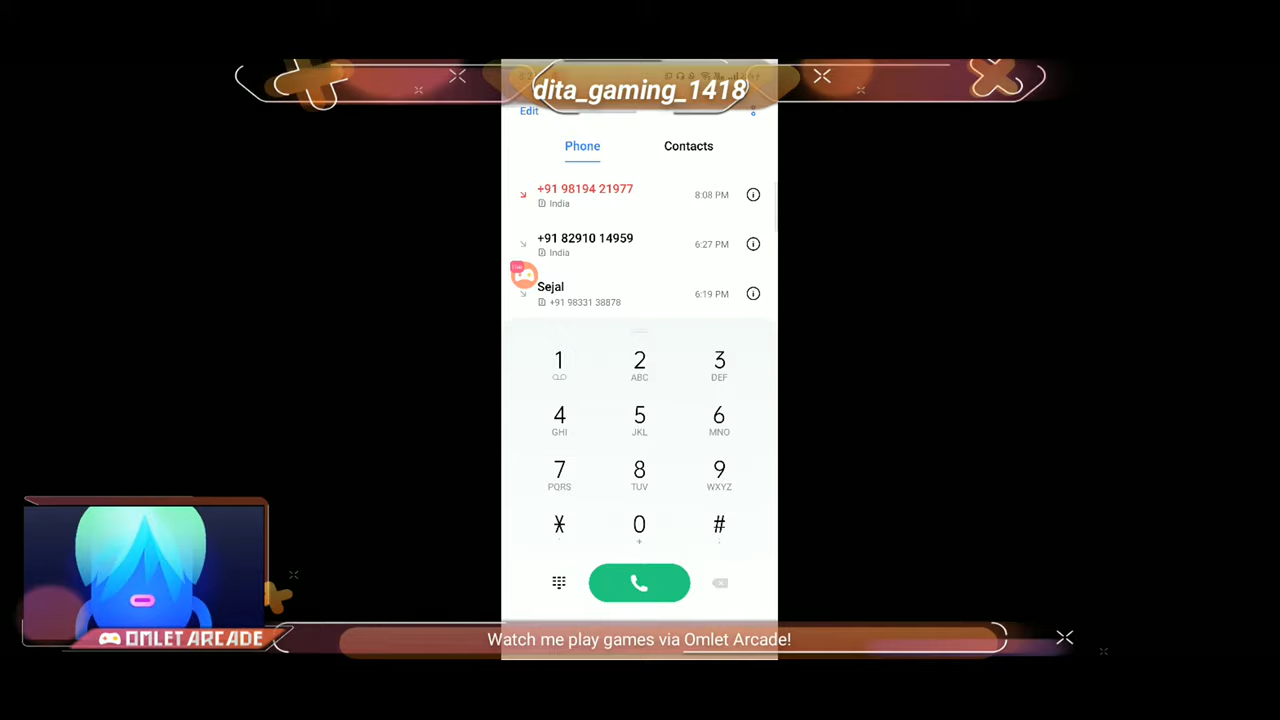 dita_gaming_1418
Edit
Phone Contacts
+91 98194 21977
India
8:08 PM
+91 82910 14959
India
6:27 PM
Live
Sejal
+91 98331 38878
6:19 PM
1 2 3
ABC DEF
4 5 6
GHI JKL MNO
7 8 9
PQRS TUV WXYZ
* 0 #
+ ;
OMLET ARCADE
Watch me play games via Omlet Arcade!